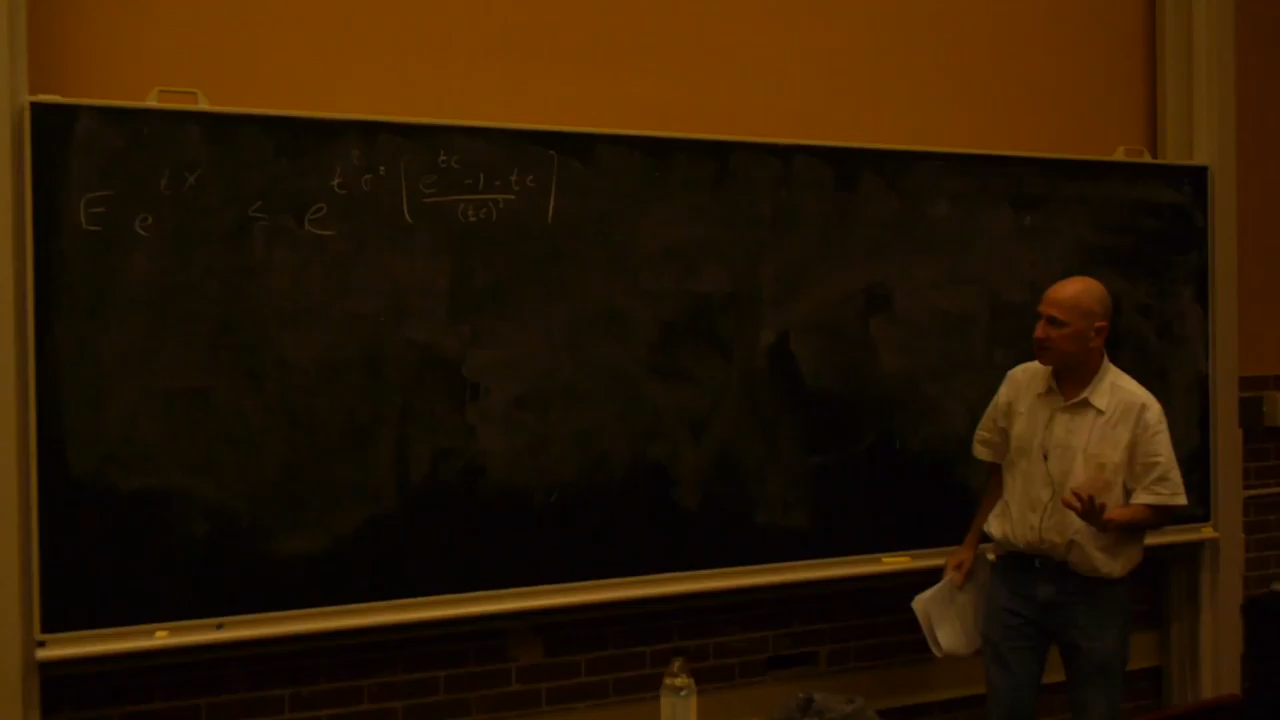 E e^{tX} ≤ e^{t²σ² [ (e^{tc} - 1 - tc) / (tc)² ]}